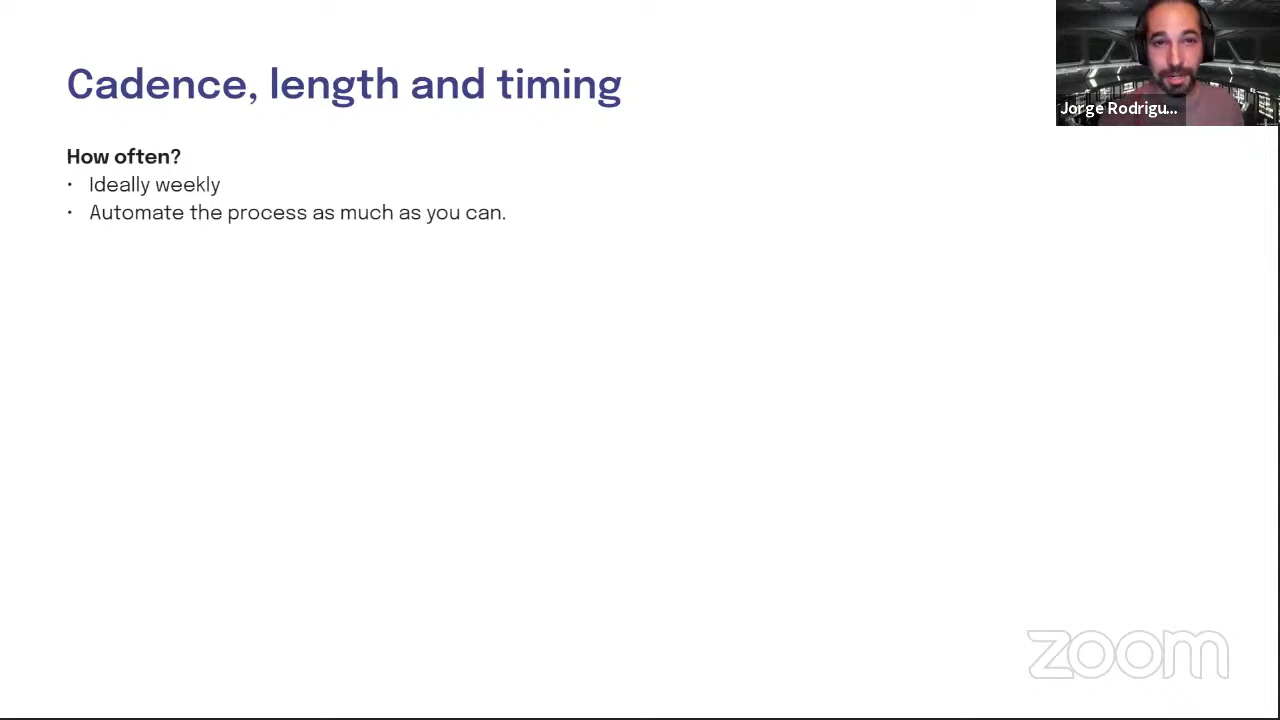 Cadence, length and timing
Jorge Rodrigu...
How often?
• Ideally weekly
• Automate the process as much as you can.
zoom